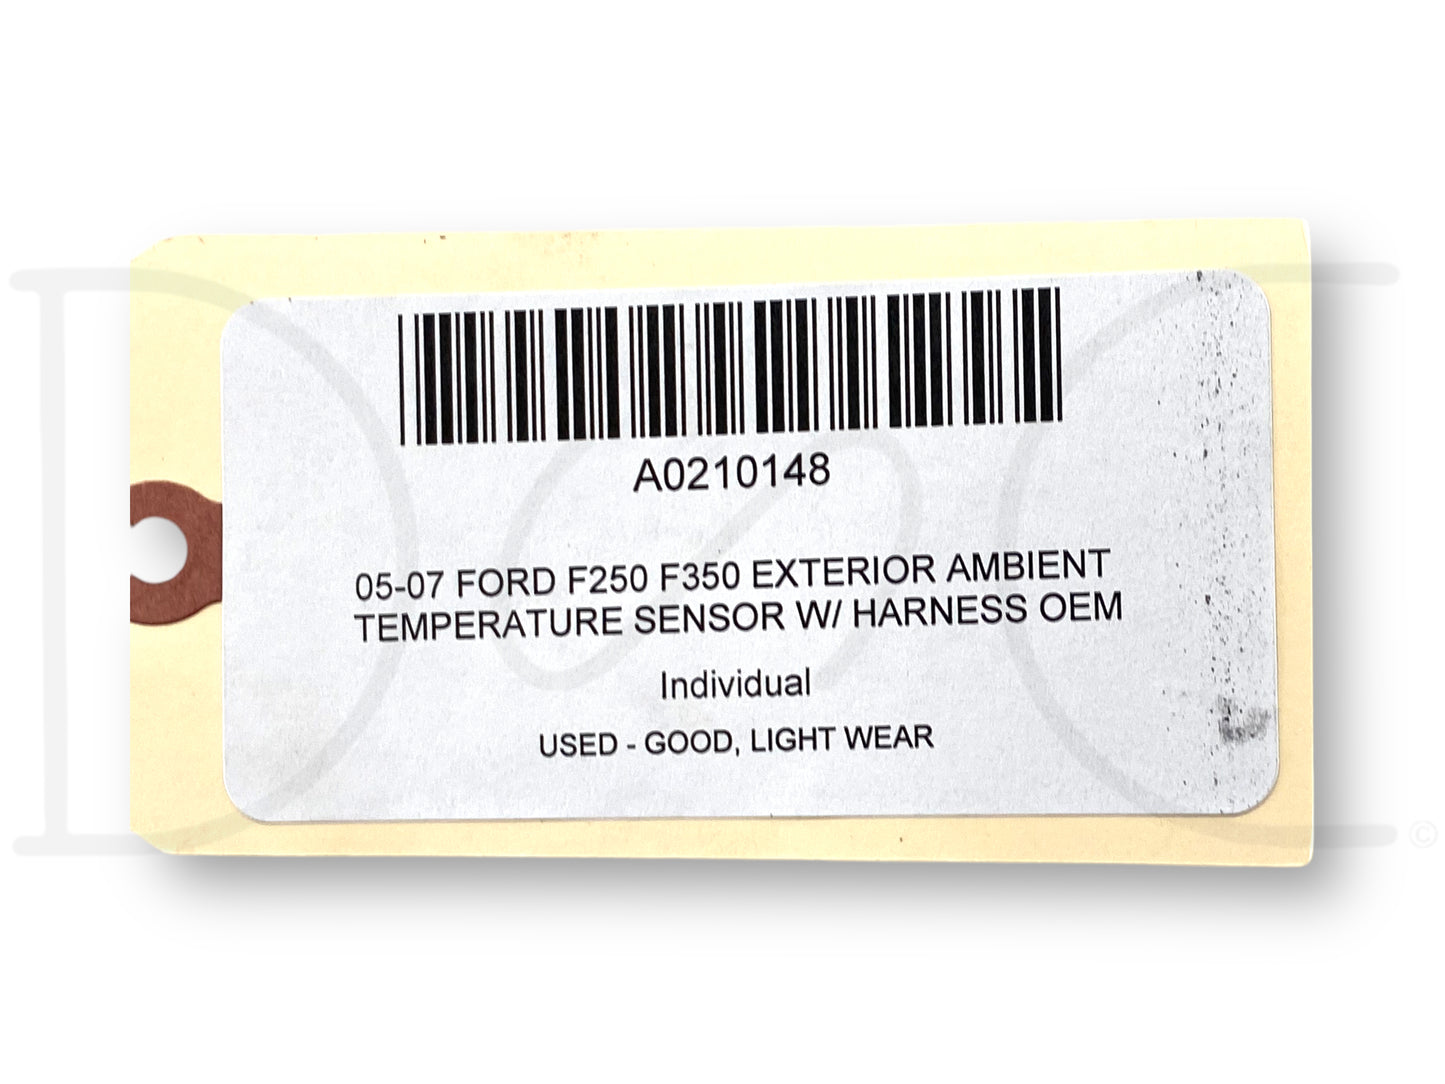 A0210148
05-07 FORD F250 F350 EXTERIOR AMBIENT
TEMPERATURE SENSOR W/ HARNESS OEM
Individual
USED - GOOD, LIGHT WEAR
©